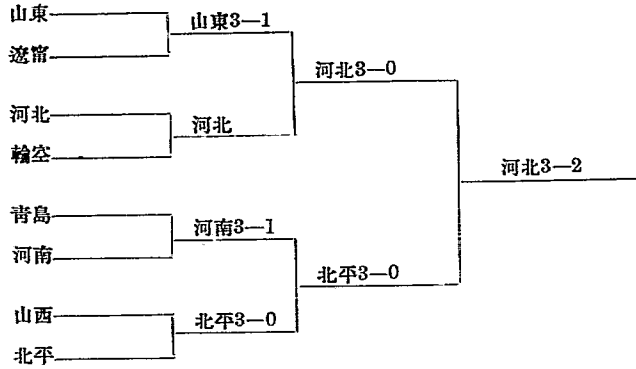 山東
山東3—1
遼甯
河北3—0
河北
河北
輪空
河北3—2
靑島
河南3—1
河南
北平3—0
山西
北平3—0
北平